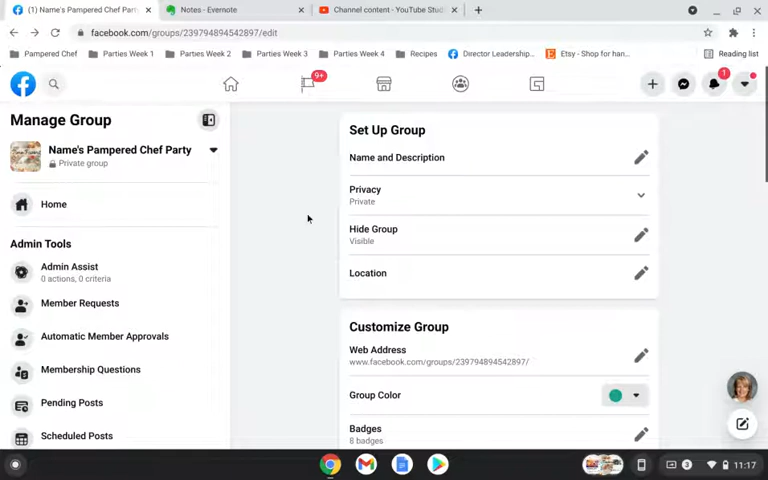 (1) Name's Pampered Chef Party
Notes - Evernote
Channel content - YouTube Stud
facebook.com/groups/239794894542897/edit
Pampered Chef
Parties Week 1
Parties Week 2
Parties Week 3
Parties Week 4
Recipes
Director Leadership...
Etsy - Shop for han...
Reading list
9+
1
Manage Group
Name's Pampered Chef Party
Private group
Home
Admin Tools
Admin Assist
0 actions, 0 criteria
Member Requests
Automatic Member Approvals
Membership Questions
Pending Posts
Scheduled Posts
Set Up Group
Name and Description
Privacy
Private
Hide Group
Visible
Location
Customize Group
Web Address
www.facebook.com/groups/239794894542897/
Group Color
Badges
8 badges
3
11:17